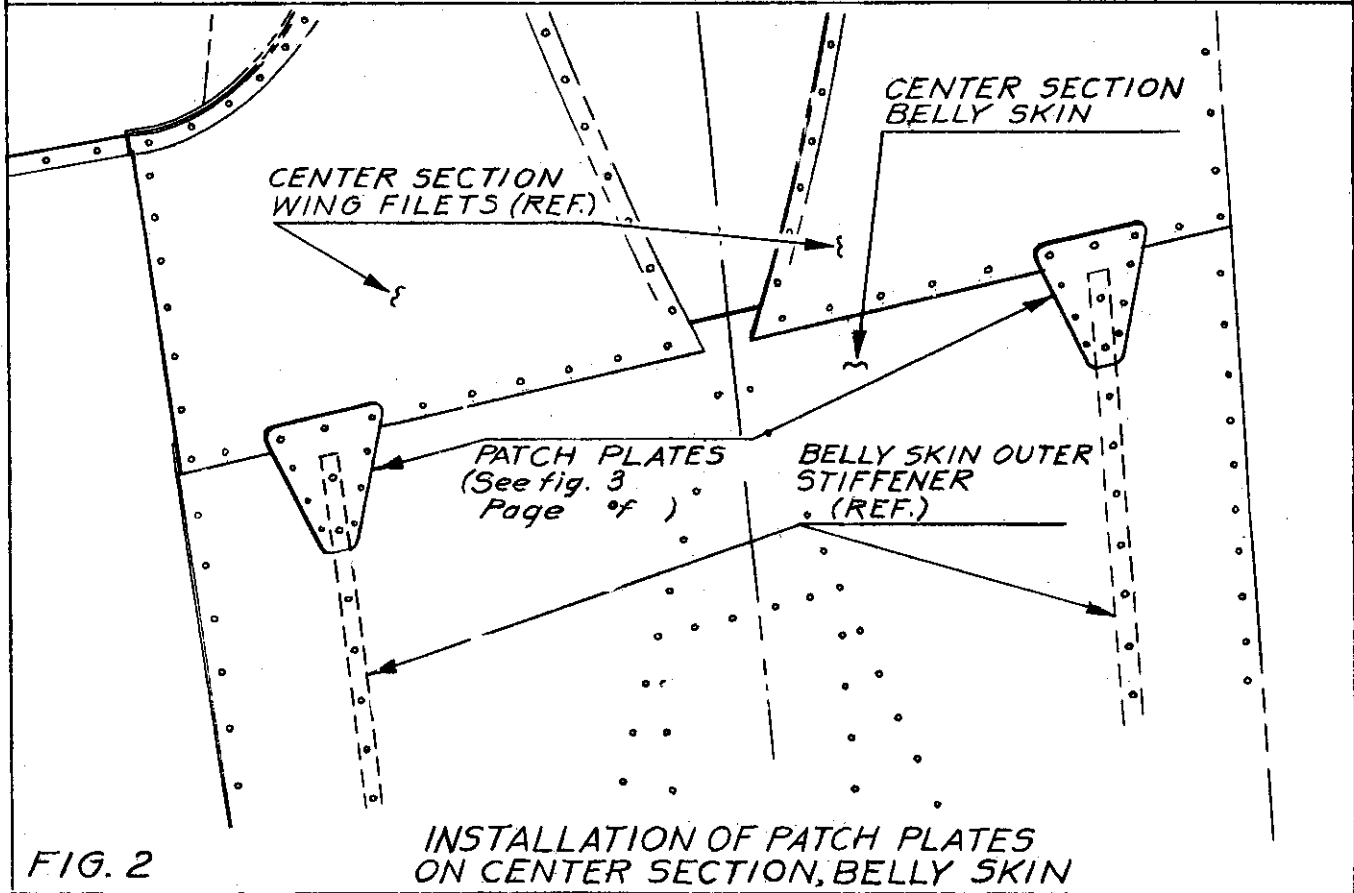 CENTER SECTION
BELLY SKIN
CENTER SECTION
WING FILETS (REF.)
PATCH PLATES
(See fig. 3
Page of )
BELLY SKIN OUTER
STIFFENER
(REF.)
FIG. 2
INSTALLATION OF PATCH PLATES
ON CENTER SECTION, BELLY SKIN